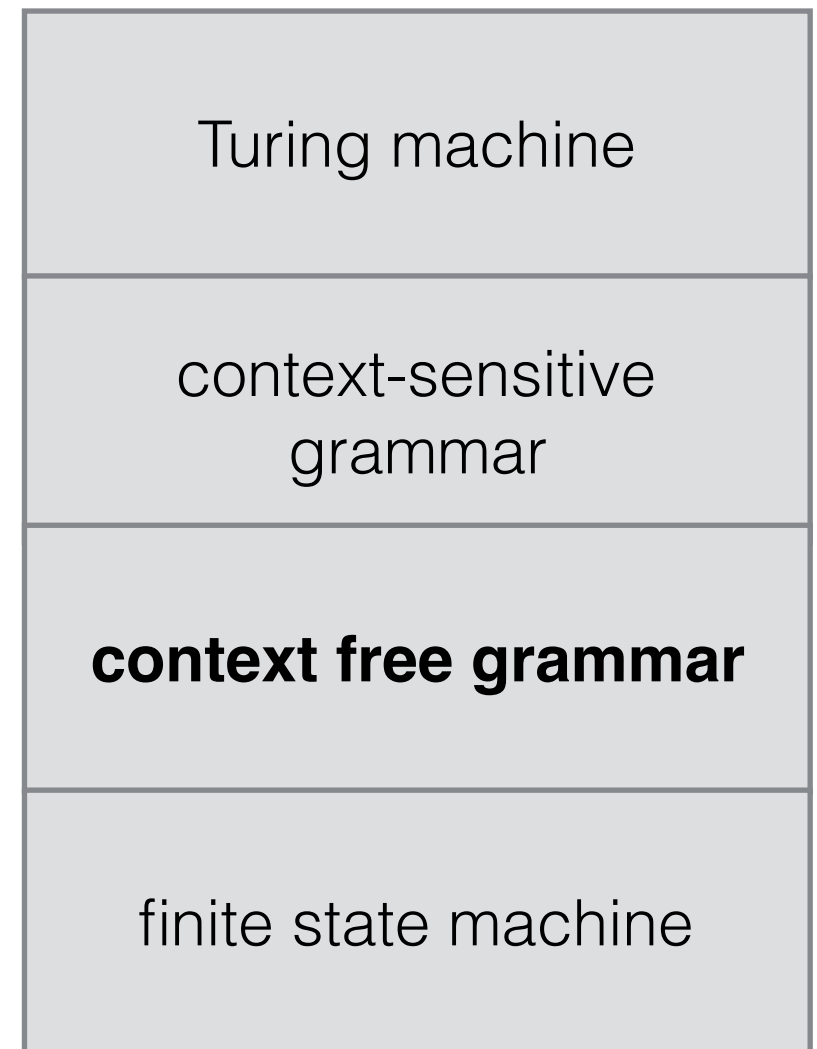 Turing machine
context-sensitive
grammar
context free grammar
finite state machine